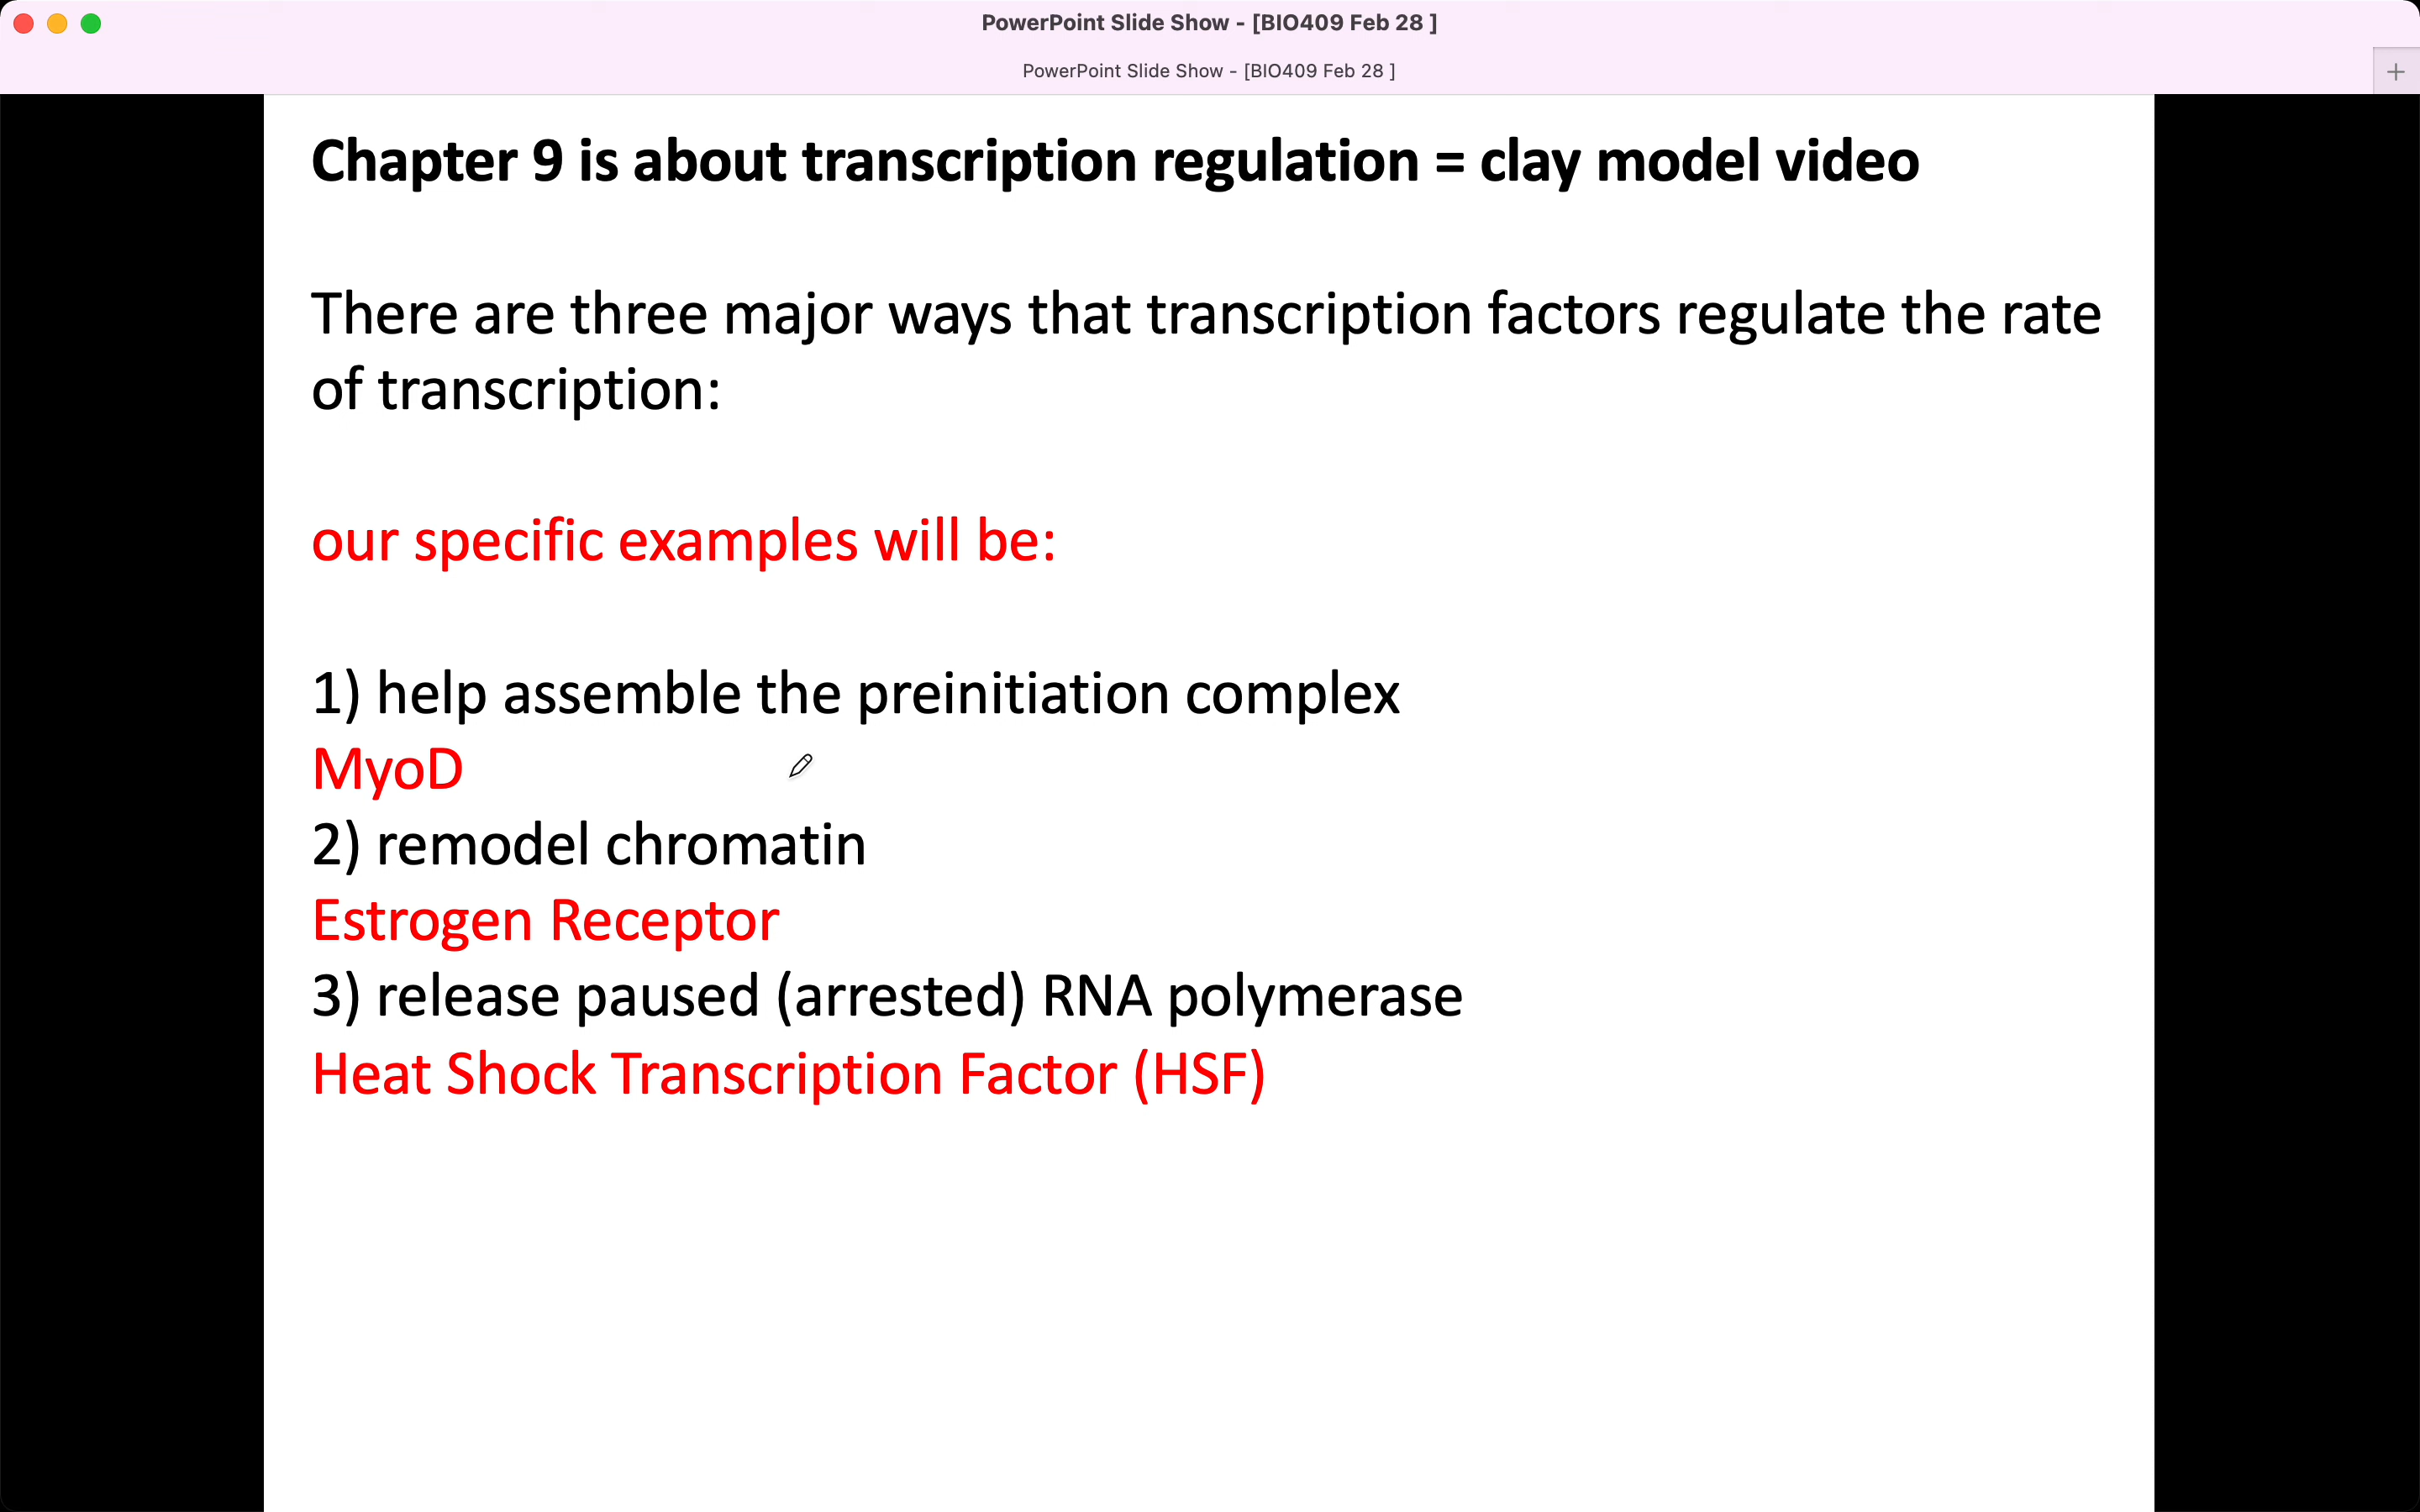 PowerPoint Slide Show - [BIO409 Feb 28 ]
PowerPoint Slide Show - [BIO409 Feb 28 ]
+
Chapter 9 is about transcription regulation = clay model video
There are three major ways that transcription factors regulate the rate
of transcription:
our specific examples will be:
1) help assemble the preinitiation complex
MyoD
2) remodel chromatin
Estrogen Receptor
3) release paused (arrested) RNA polymerase
Heat Shock Transcription Factor (HSF)